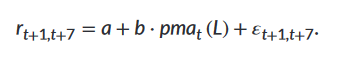 r_{t+1,t+7} = a + b · pma_t (L) + ε_{t+1,t+7}.